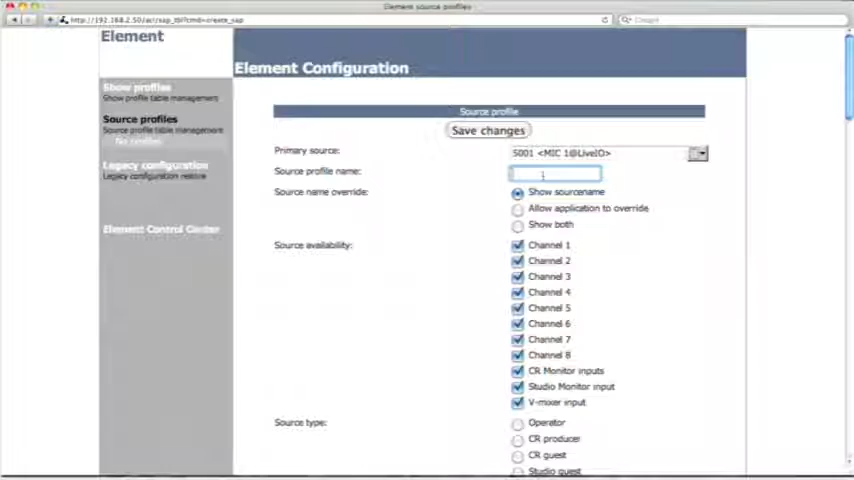 Element source profiles
http://192.168.2.50/acr/sap_tbl?cmd=create_sap
Google
Element
Element Configuration
Show profiles
Show profile table management
Source profiles
Source profile table management
No profiles
Legacy configuration
Legacy configuration restore
Element Control Center
Source profile
Save changes
Primary source:
5001 <MIC 1@LiveIO>
Source profile name:
Source name override:
Show sourcename
Allow application to override
Show both
Source availability:
Channel 1
Channel 2
Channel 3
Channel 4
Channel 5
Channel 6
Channel 7
Channel 8
CR Monitor inputs
Studio Monitor input
V-mixer input
Source type:
Operator
CR producer
CR guest
Studio guest